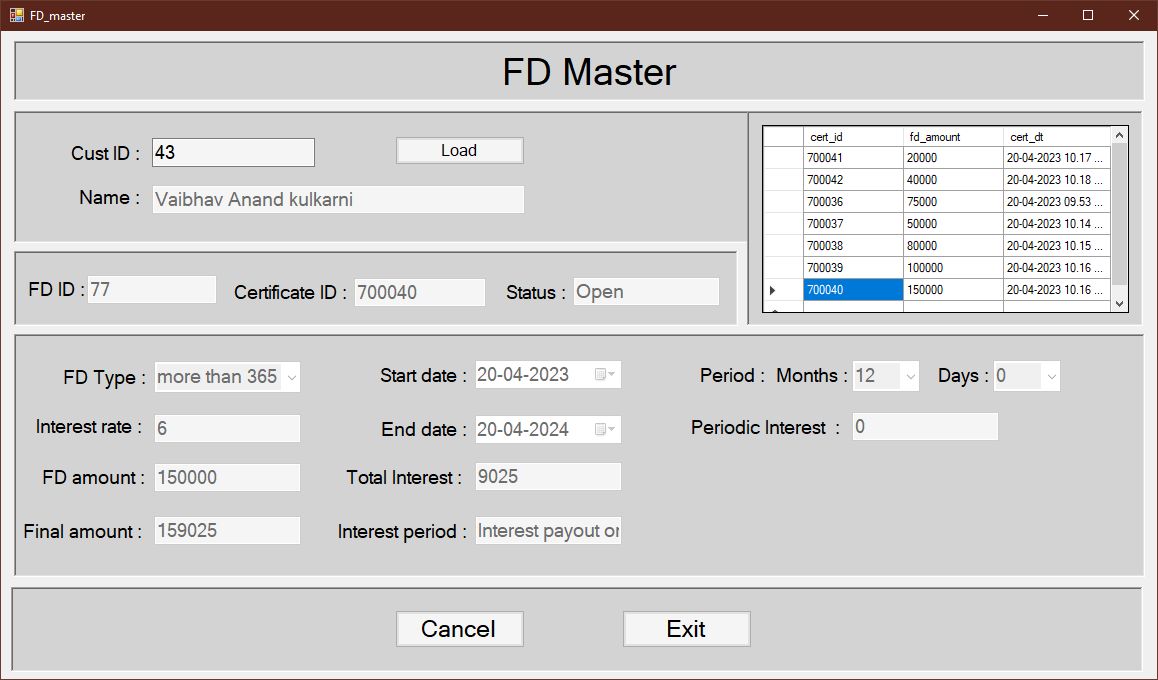 FD_master
FD Master
Cust ID : 43 Load
Name : Vaibhav Anand kulkarni
cert_id fd_amount cert_dt
700041 20000 20-04-2023 10.17 ...
700042 40000 20-04-2023 10.18 ...
700036 75000 20-04-2023 09.53 ...
700037 50000 20-04-2023 10.14 ...
700038 80000 20-04-2023 10.15 ...
700039 100000 20-04-2023 10.16 ...
700040 150000 20-04-2023 10.16 ...
FD ID : 77 Certificate ID : 700040 Status : Open
FD Type : more than 365 Start date : 20-04-2023 Period : Months : 12 Days : 0
Interest rate : 6 End date : 20-04-2024 Periodic Interest : 0
FD amount : 150000 Total Interest : 9025
Final amount : 159025 Interest period : Interest payout or
Cancel Exit